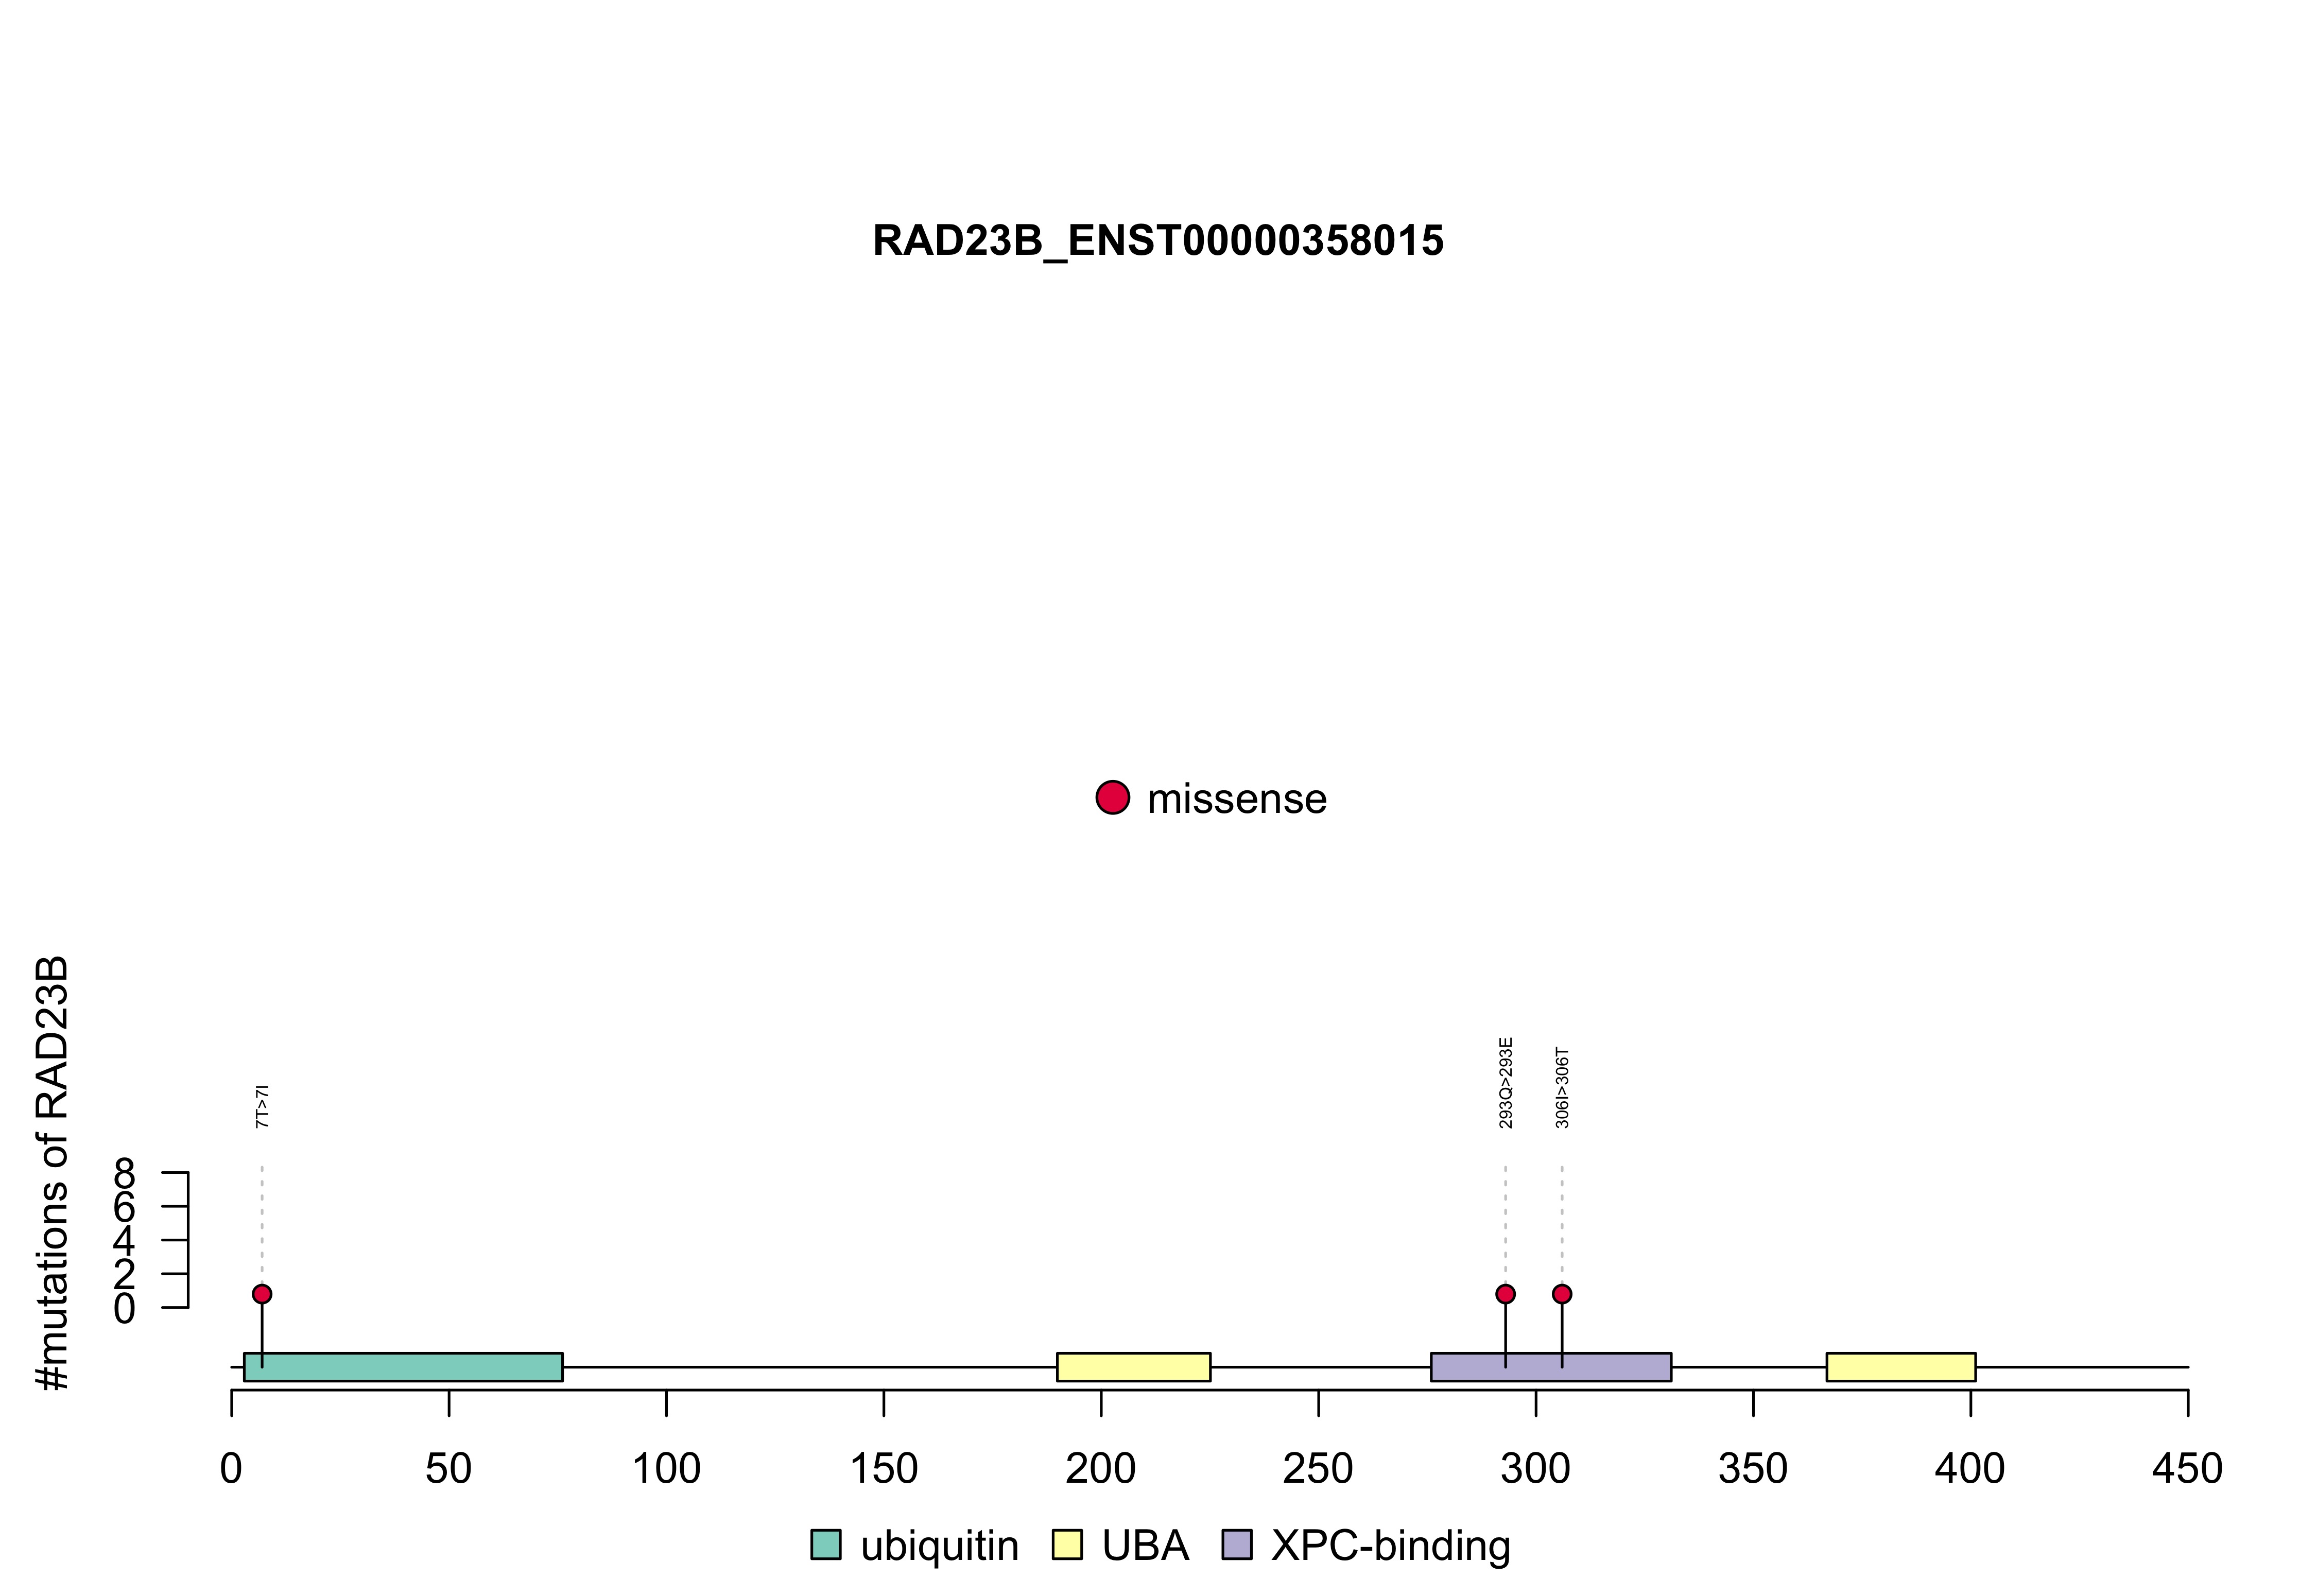 RAD23B_ENST00000358015
missense
#mutations of RAD23B
7T>7I
293Q>293E
306I>306T
8
6
4
2
0
0 50 100 150 200 250 300 350 400 450
ubiquitin UBA XPC-binding